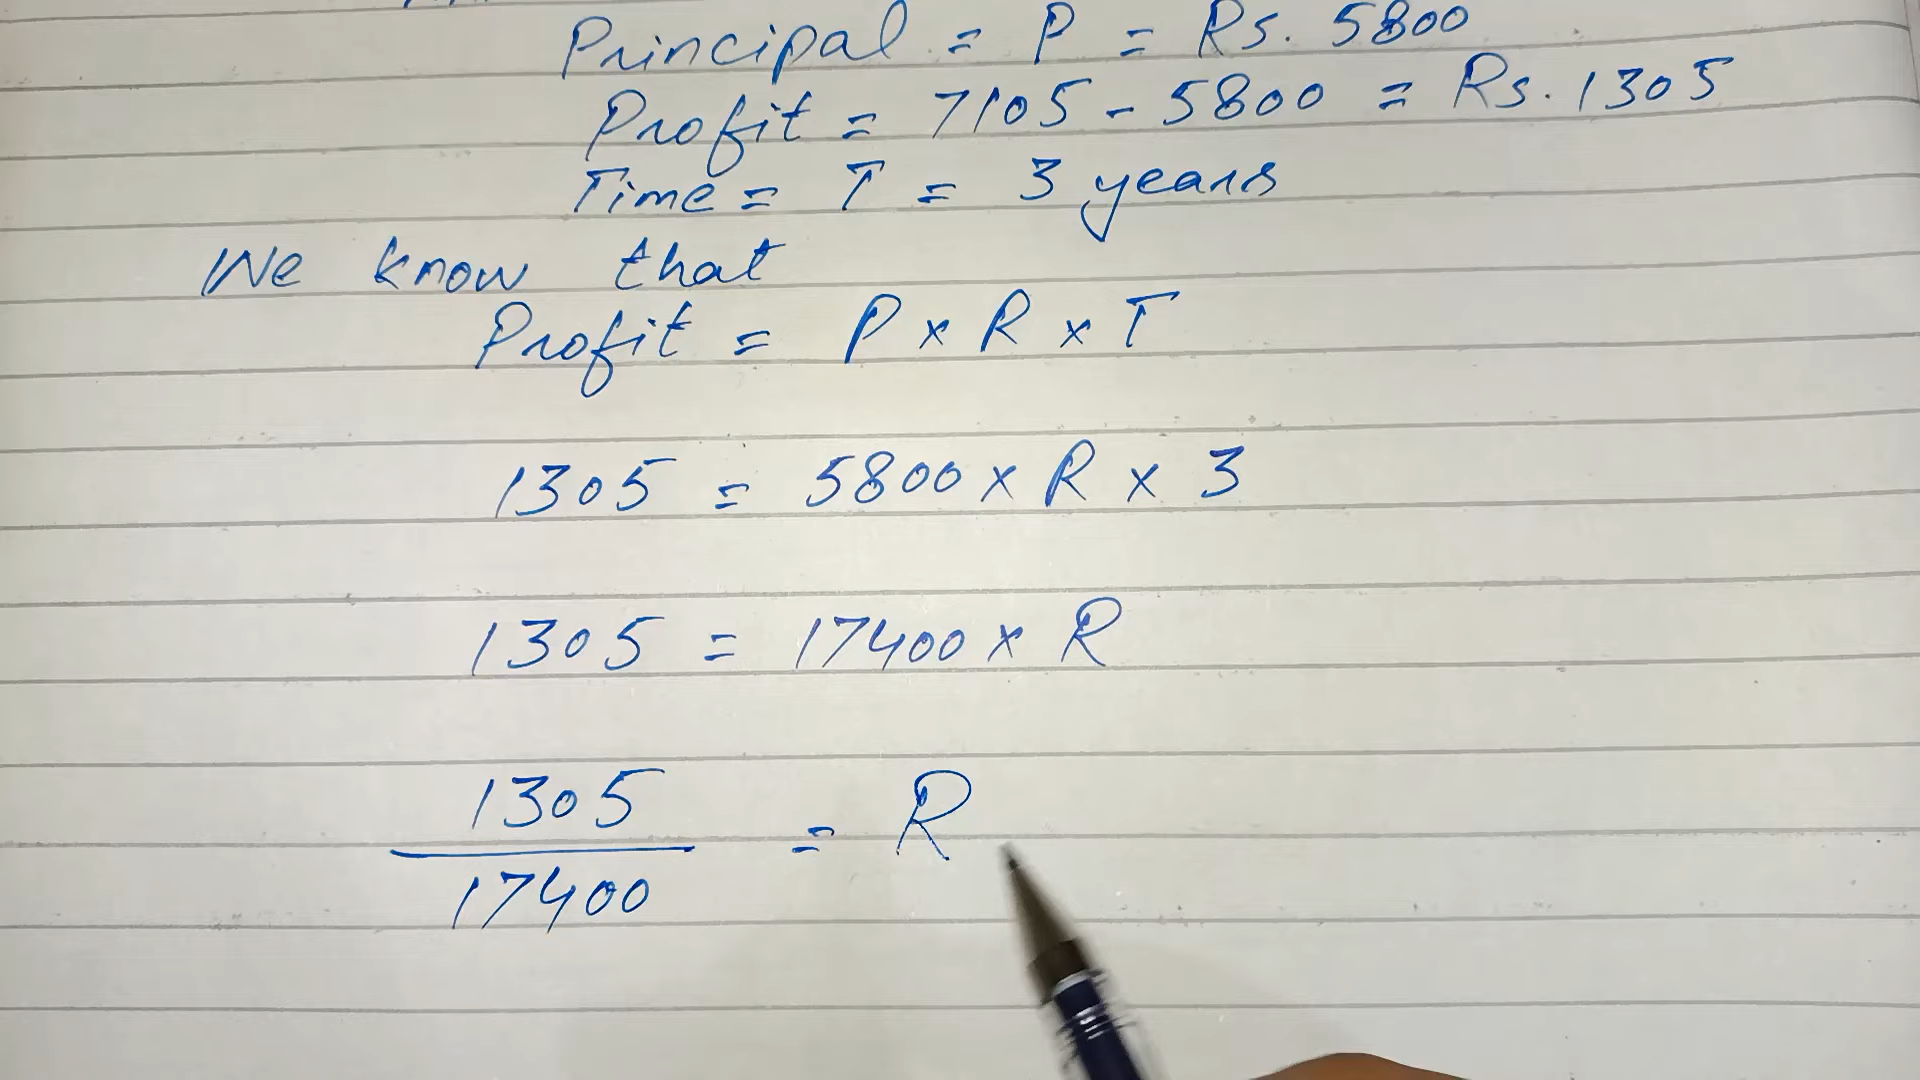 Principal = P = Rs. 5800
Profit = 7105 - 5800 = Rs. 1305
Time = T = 3 years
We know that
Profit = P x R x T
1305 = 5800 x R x 3
1305 = 17400 x R
1305
17400 = R